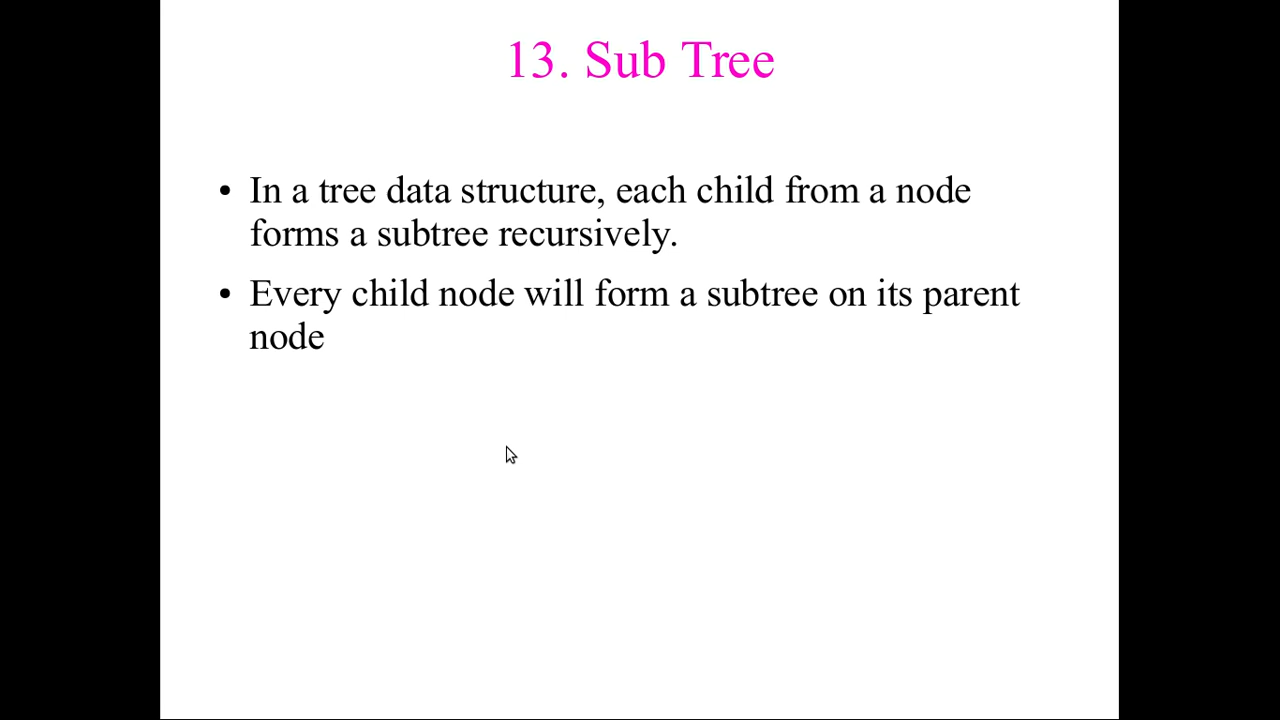 13. Sub Tree
• In a tree data structure, each child from a node
forms a subtree recursively.
• Every child node will form a subtree on its parent
node